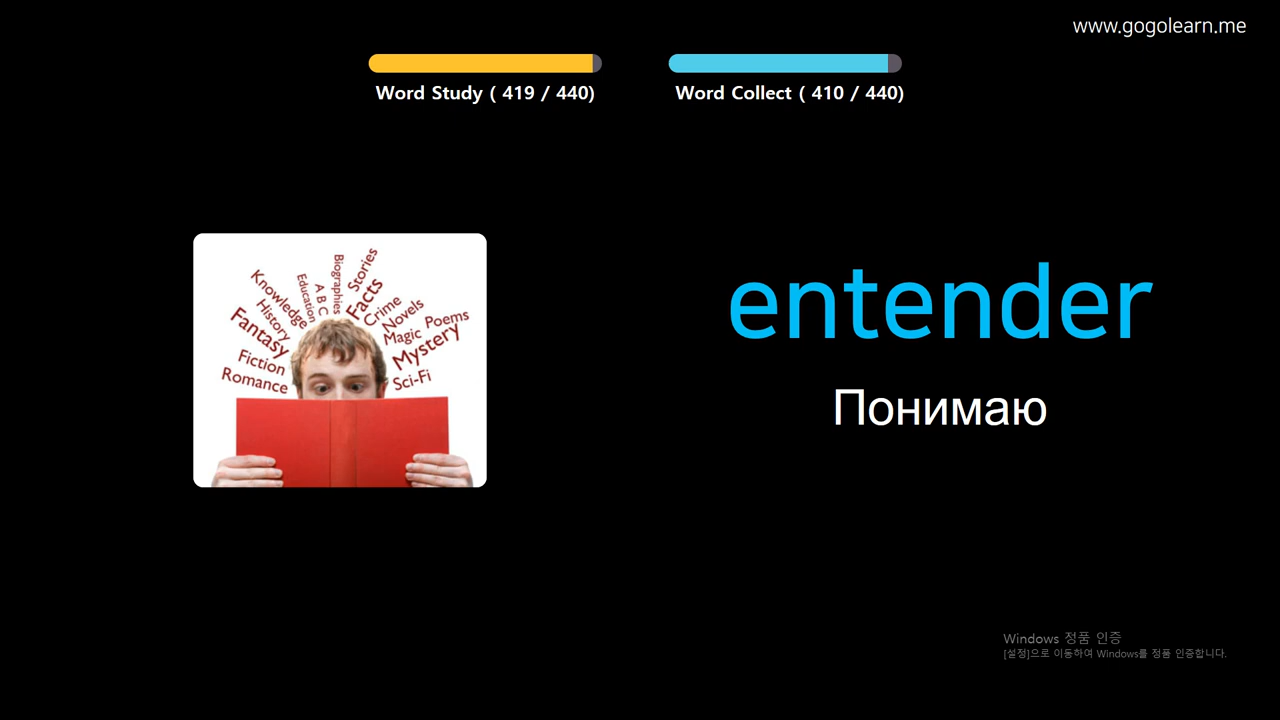 www.gogolearn.me
Word Study ( 419 / 440)
Word Collect ( 410 / 440)
Biographies
Stories
Knowledge
Education
A B C
Facts
History
Crime
Novels
Fantasy
Magic
Poems
Mystery
Fiction
Romance
Sci-Fi
entender
Понимаю
Windows 정품 인증
[설정]으로 이동하여 Windows를 정품 인증합니다.